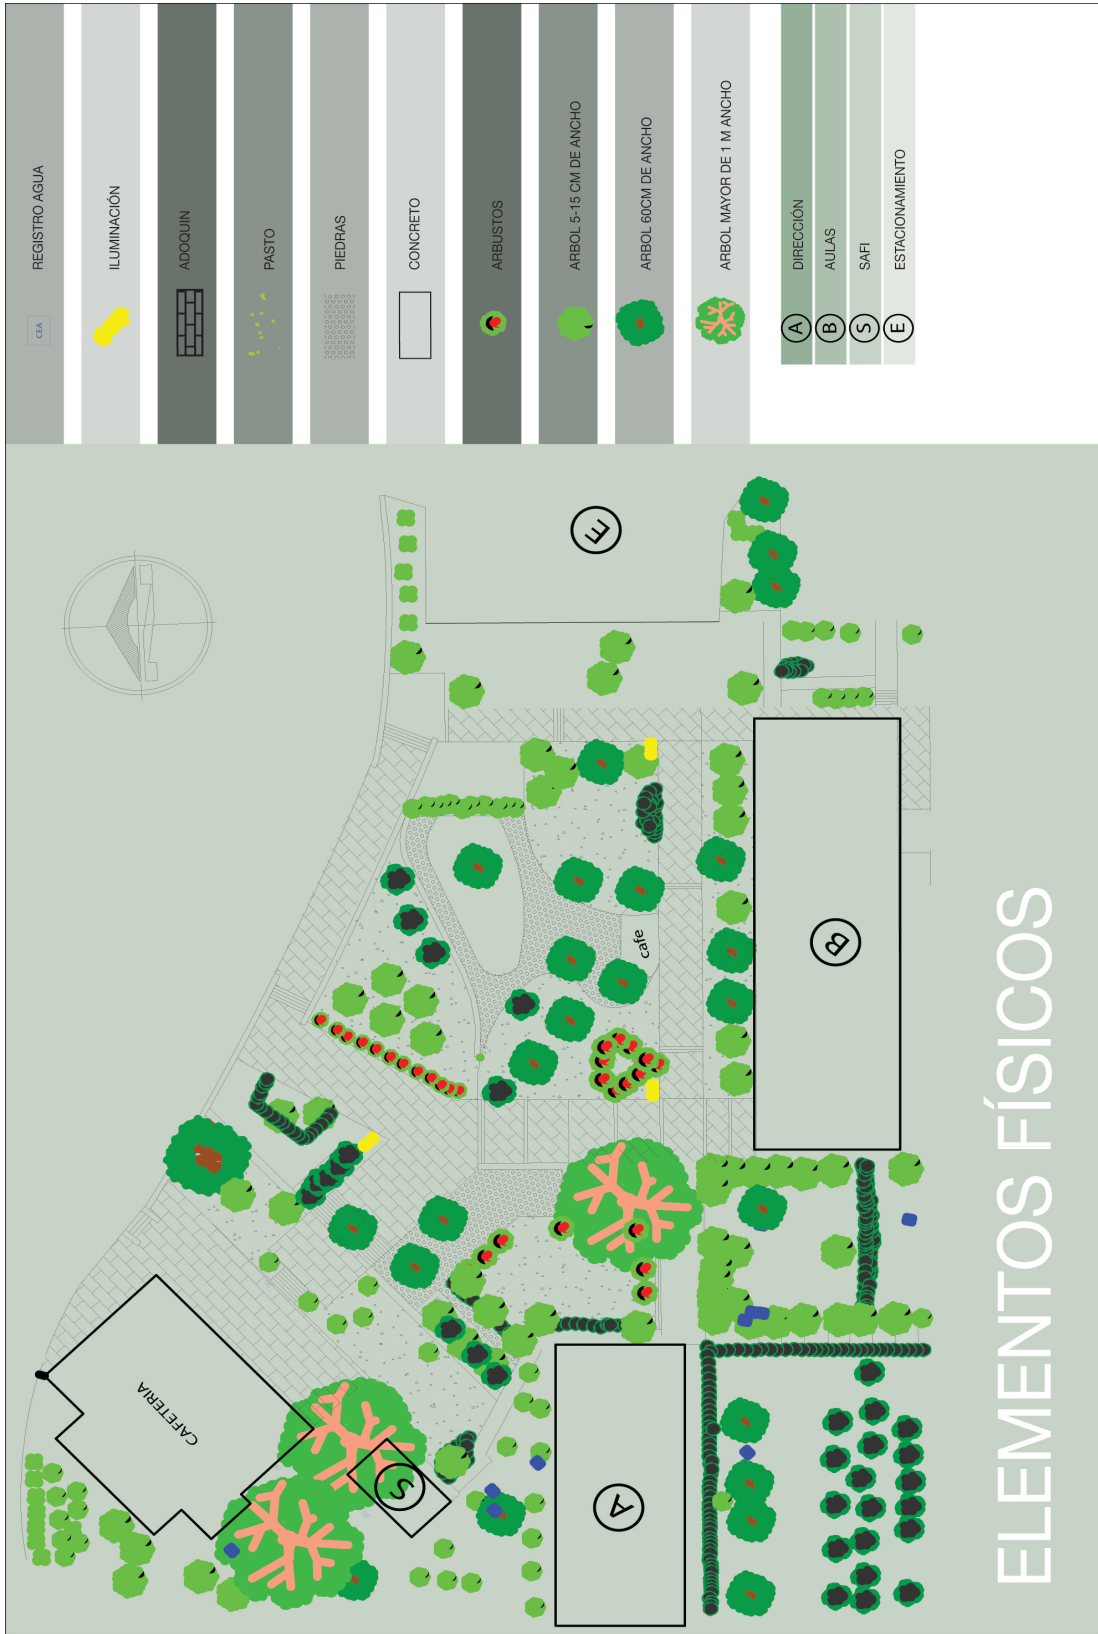 ELEMENTOS FÍSICOS
CEA
REGISTRO AGUA
ILUMINACIÓN
ADOQUIN
PASTO
PIEDRAS
CONCRETO
ARBUSTOS
ARBOL 5-15 CM DE ANCHO
ARBOL 60CM DE ANCHO
ARBOL MAYOR DE 1 M ANCHO
A DIRECCIÓN
B AULAS
S SAFI
E ESTACIONAMIENTO
CAFETERIA
S
A
B
E
cafe